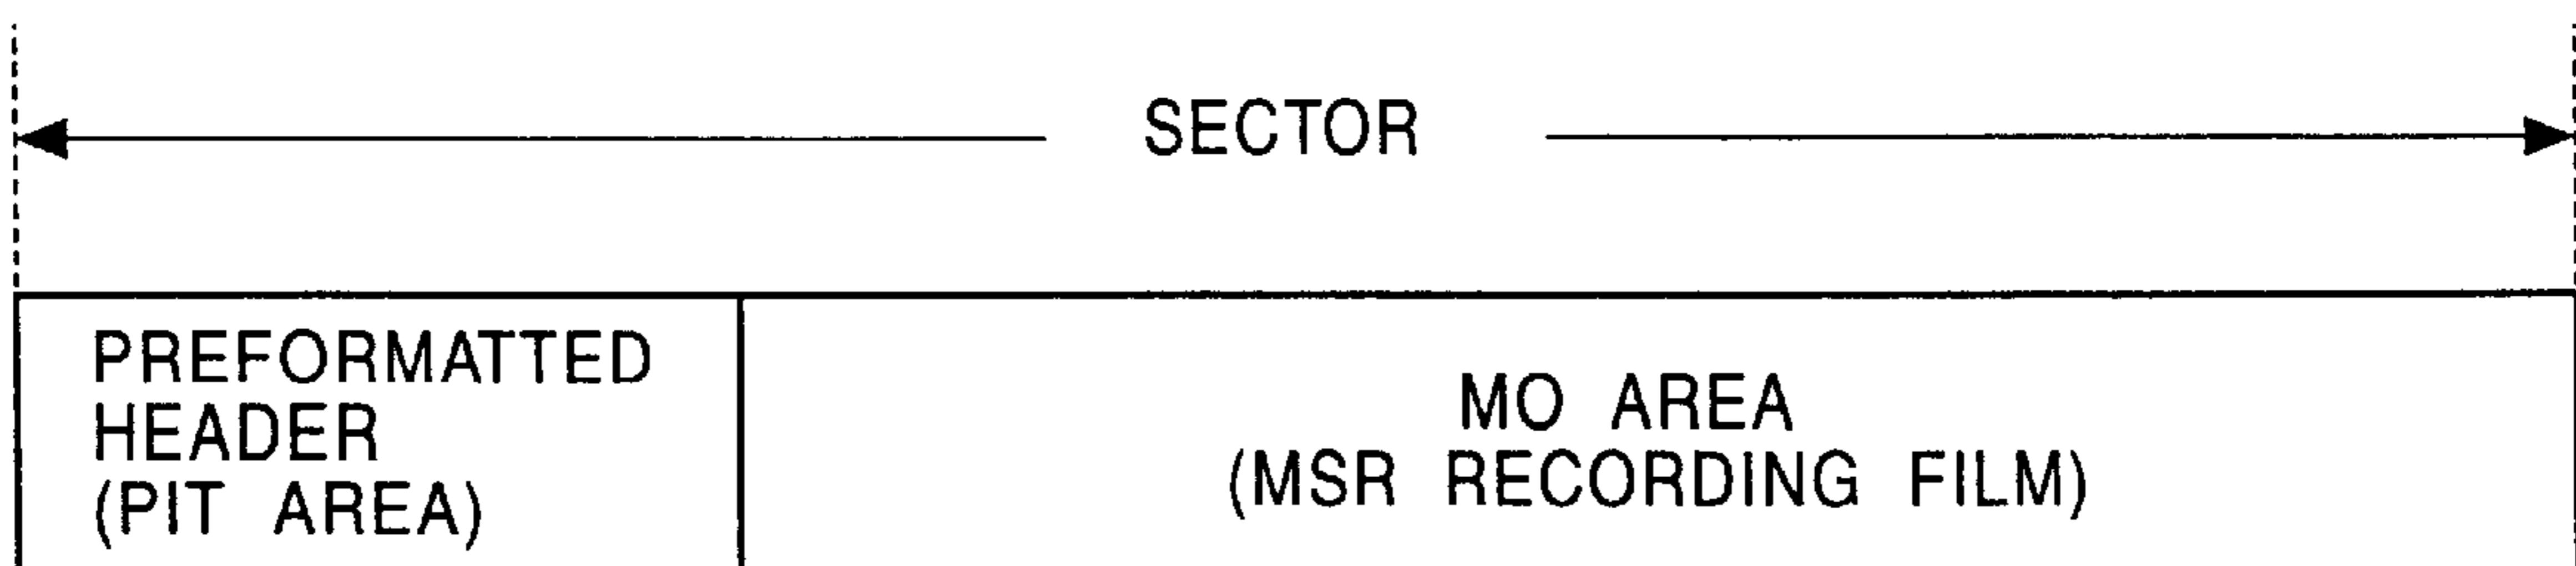 SECTOR
PREFORMATTED
HEADER
(PIT AREA)
MO AREA
(MSR RECORDING FILM)